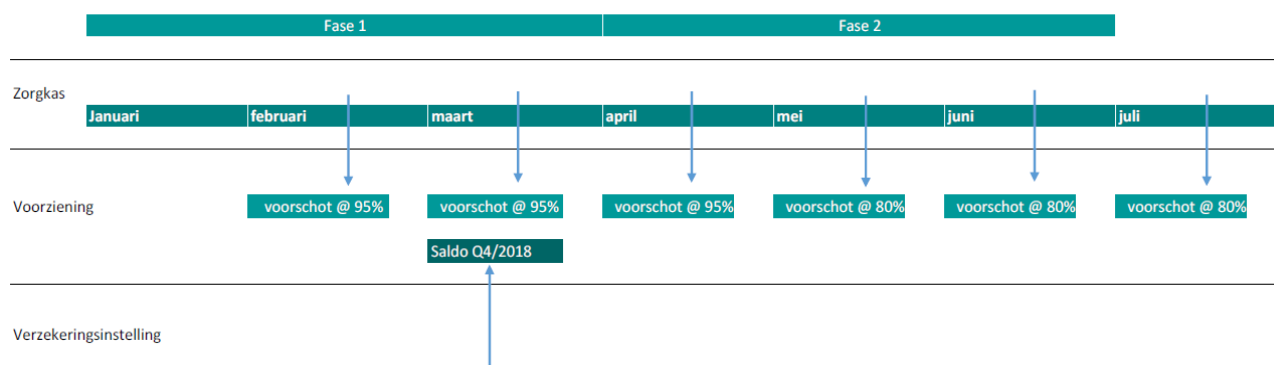 Fase 1 Fase 2
Zorgkas
Januari februari maart april mei juni juli
Voorziening voorschot @ 95% voorschot @ 95% voorschot @ 95% voorschot @ 80% voorschot @ 80% voorschot @ 80%
Saldo Q4/2018
Verzekeringsinstelling